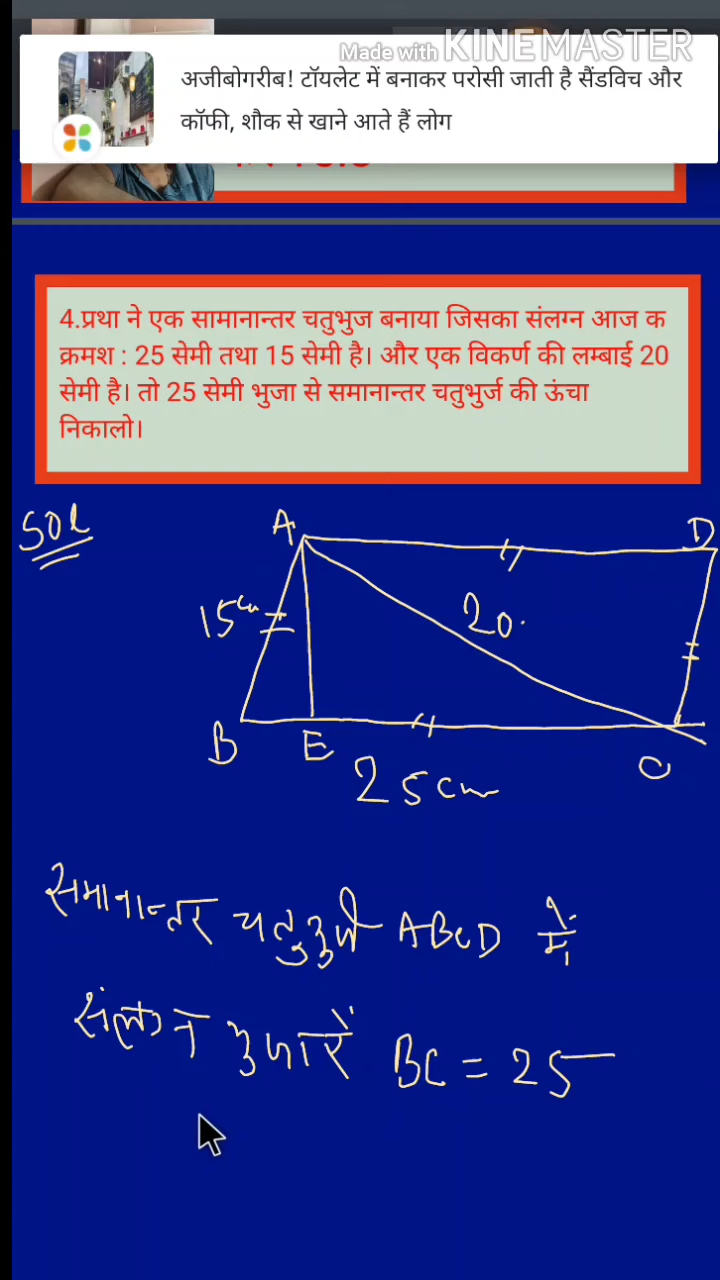 Made with KINEMASTER
अजीबोगरीब! टॉयलेट में बनाकर परोसी जाती है सैंडविच और
कॉफी, शौक से खाने आते हैं लोग
4.प्रथा ने एक सामानान्तर चतुभुज बनाया जिसका संलग्न आज क
क्रमश : 25 सेमी तथा 15 सेमी है। और एक विकर्ण की लम्बाई 20
सेमी है। तो 25 सेमी भुजा से समानान्तर चतुभुर्ज की ऊंचा
निकालो।
SOL
A
D
15cm
20
B
E
C
25cm
समानान्तर चतुर्भुज ABCD में
संलग्न भुजारें BC = 25